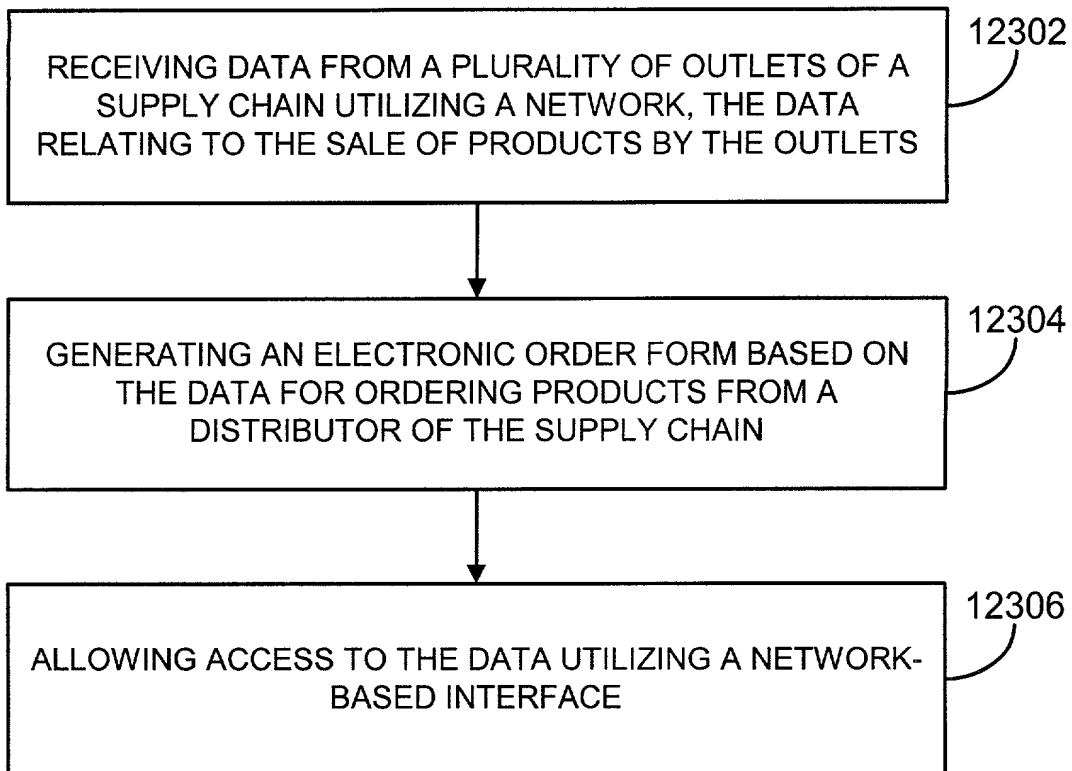 12302
RECEIVING DATA FROM A PLURALITY OF OUTLETS OF A
SUPPLY CHAIN UTILIZING A NETWORK, THE DATA
RELATING TO THE SALE OF PRODUCTS BY THE OUTLETS
12304
GENERATING AN ELECTRONIC ORDER FORM BASED ON
THE DATA FOR ORDERING PRODUCTS FROM A
DISTRIBUTOR OF THE SUPPLY CHAIN
12306
ALLOWING ACCESS TO THE DATA UTILIZING A NETWORK-
BASED INTERFACE